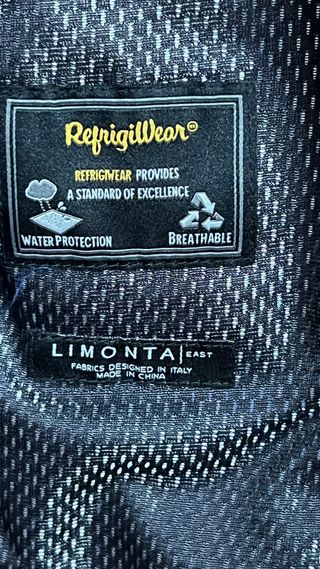 RefrigiWear®
REFRIGIWEAR PROVIDES
A STANDARD OF EXCELLENCE
WATER PROTECTION
BREATHABLE
LIMONTA | EAST
FABRICS DESIGNED IN ITALY
MADE IN CHINA